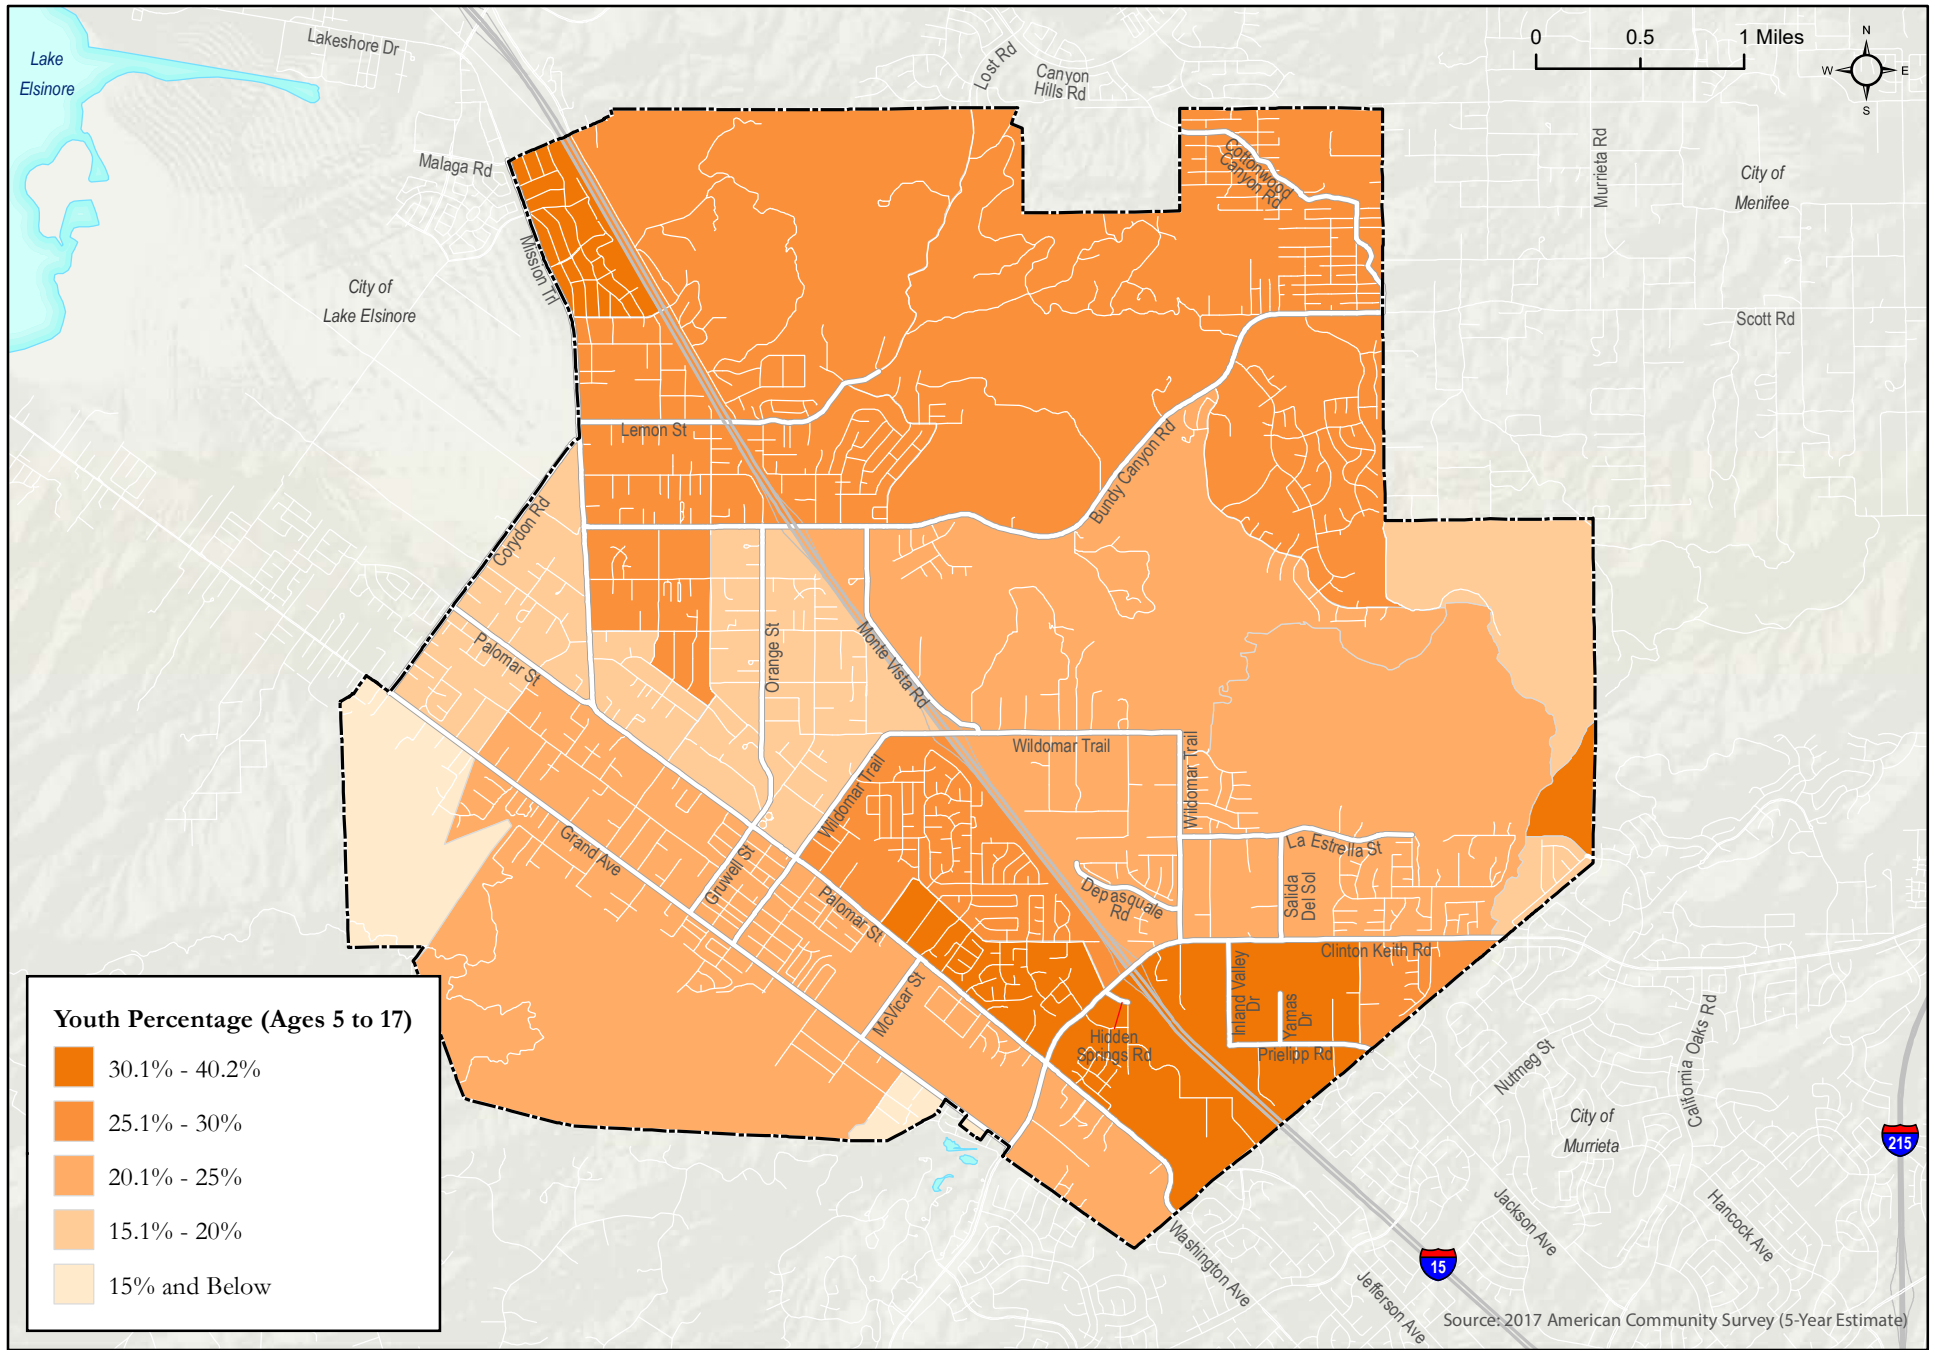 Lake
Elsinore
Lakeshore Dr
Lost Rd
Canyon
Hills Rd
0 0.5 1 Miles
N
W E
S
Malaga Rd
Mission Trl
Cottonwood
Canyon Rd
Murrieta Rd
City of
Menifee
City of
Lake Elsinore
Scott Rd
Lemon St
Bundy Canyon Rd
Corydon Rd
Palomar St
Orange St
Monte Vista Rd
Wildomar Trail
Wildomar Trail
Wildomar Trail
Grand Ave
Gruwell St
Palomar St
La Estrella St
Depasquale
Rd
Salida
Del Sol
Clinton Keith Rd
McVicar St
Inland Valley
Dr
Yamas
Dr
Hidden
Springs Rd
Prielipp Rd
Nutmeg St
California Oaks Rd
City of
Murrieta
215
Jackson Ave
Hancock Ave
Washington Ave
15
Jefferson Ave
Youth Percentage (Ages 5 to 17)
30.1% - 40.2%
25.1% - 30%
20.1% - 25%
15.1% - 20%
15% and Below
Source: 2017 American Community Survey (5-Year Estimate)